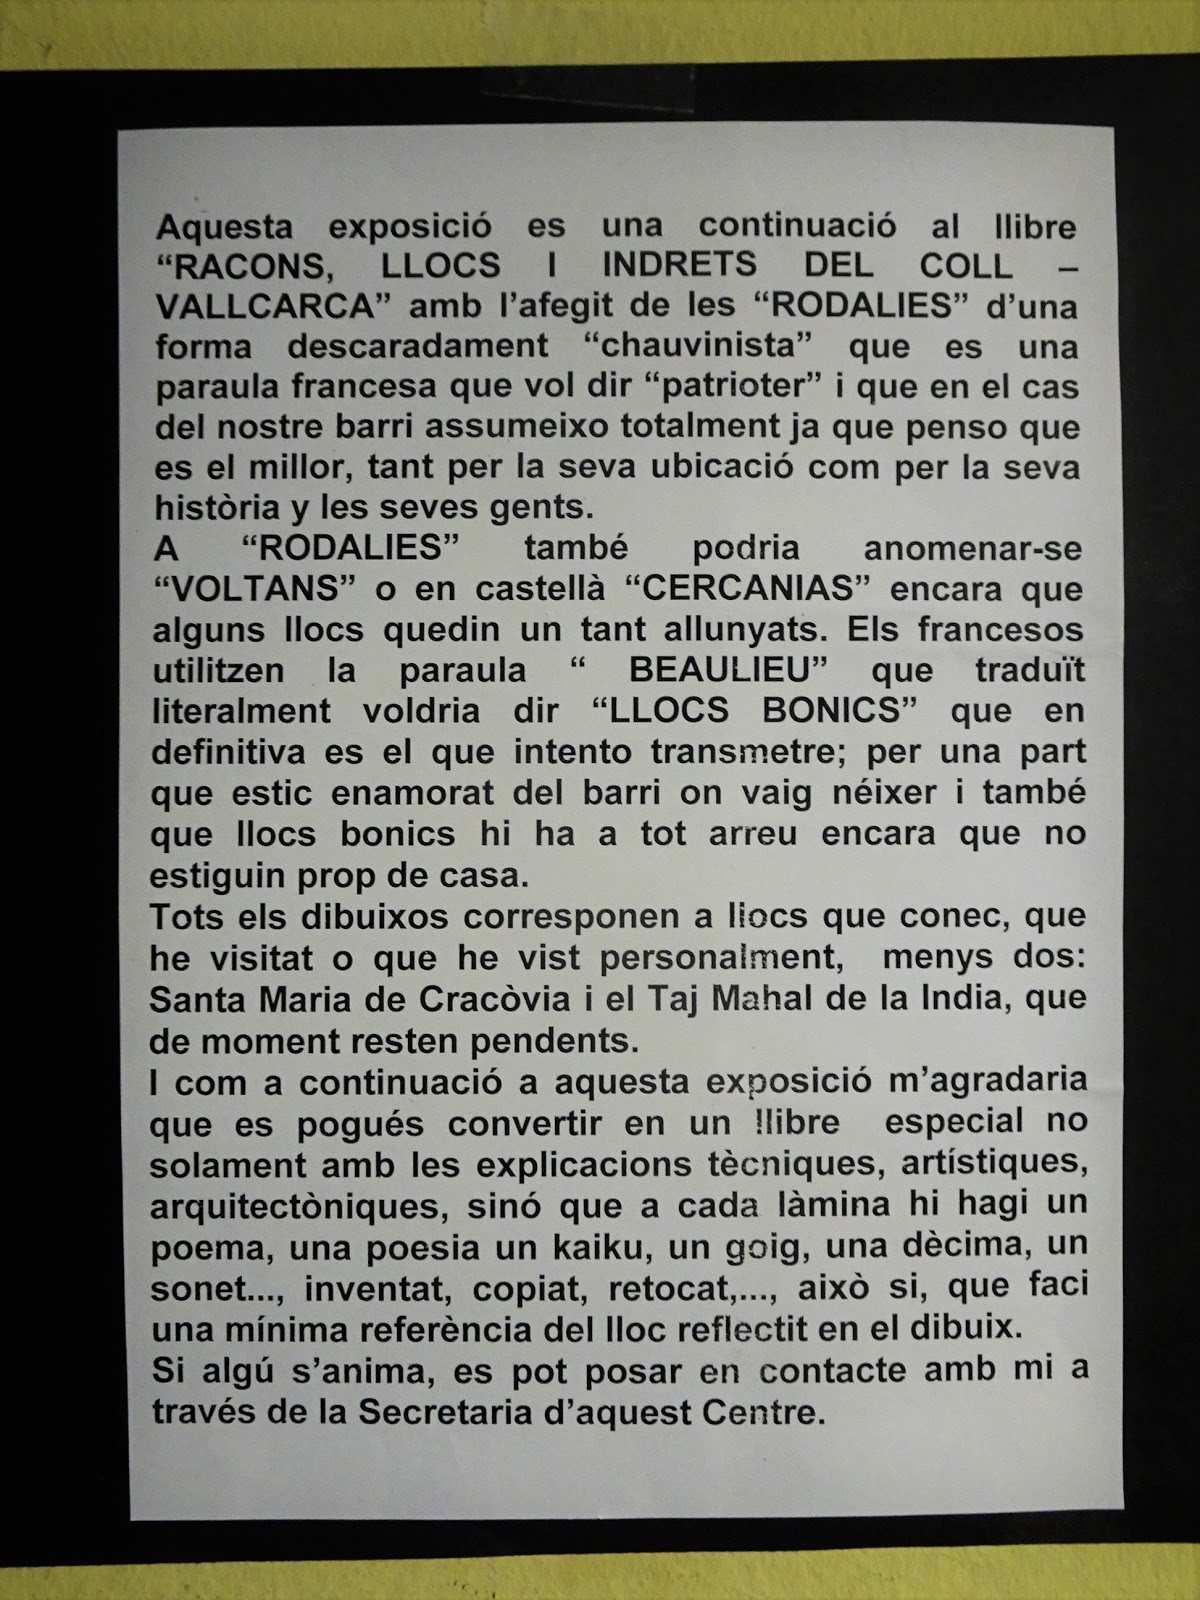 Aquesta exposició es una continuació al llibre
“RACONS, LLOCS I INDRETS DEL COLL –
VALLCARCA” amb l’afegit de les “RODALIES” d’una
forma descaradament “chauvinista” que es una
paraula francesa que vol dir “patrioter” i que en el cas
del nostre barri assumeixo totalment ja que penso que
es el millor, tant per la seva ubicació com per la seva
història y les seves gents.
A “RODALIES” també podria anomenar-se
“VOLTANS” o en castellà “CERCANIAS” encara que
alguns llocs quedin un tant allunyats. Els francesos
utilitzen la paraula “ BEAULIEU” que traduït
literalment voldria dir “LLOCS BONICS” que en
definitiva es el que intento transmetre; per una part
que estic enamorat del barri on vaig néixer i també
que llocs bonics hi ha a tot arreu encara que no
estiguin prop de casa.
Tots els dibuixos corresponen a llocs que conec, que
he visitat o que he vist personalment, menys dos:
Santa Maria de Cracòvia i el Taj Mahal de la India, que
de moment resten pendents.
I com a continuació a aquesta exposició m’agradaria
que es pogués convertir en un llibre especial no
solament amb les explicacions tècniques, artístiques,
arquitectòniques, sinó que a cada làmina hi hagi un
poema, una poesia un kaiku, un goig, una dècima, un
sonet..., inventat, copiat, retocat,..., això si, que faci
una mínima referència del lloc reflectit en el dibuix.
Si algú s’anima, es pot posar en contacte amb mi a
través de la Secretaria d’aquest Centre.